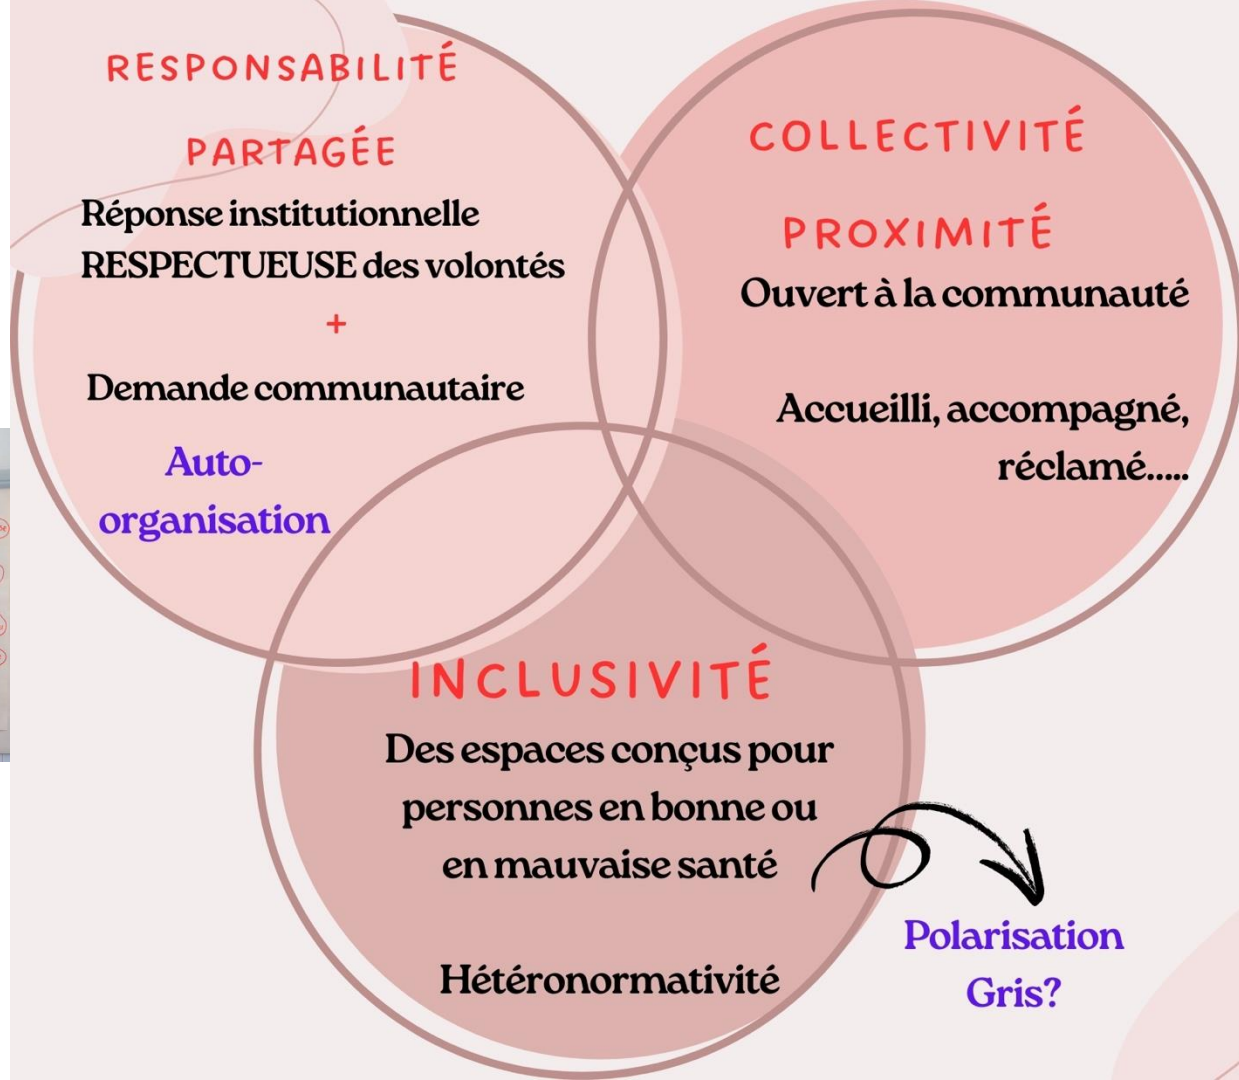 RESPONSABILITÉ
PARTAGÉE
Réponse institutionnelle
RESPECTUEUSE des volontés
+
Demande communautaire
Auto-
organisation
COLLECTIVITÉ
PROXIMITÉ
Ouvert à la communauté
Accueilli, accompagné,
réclamé.....
INCLUSIVITÉ
Des espaces conçus pour
personnes en bonne ou
en mauvaise santé
Hétéronormativité
Polarisation
Gris?